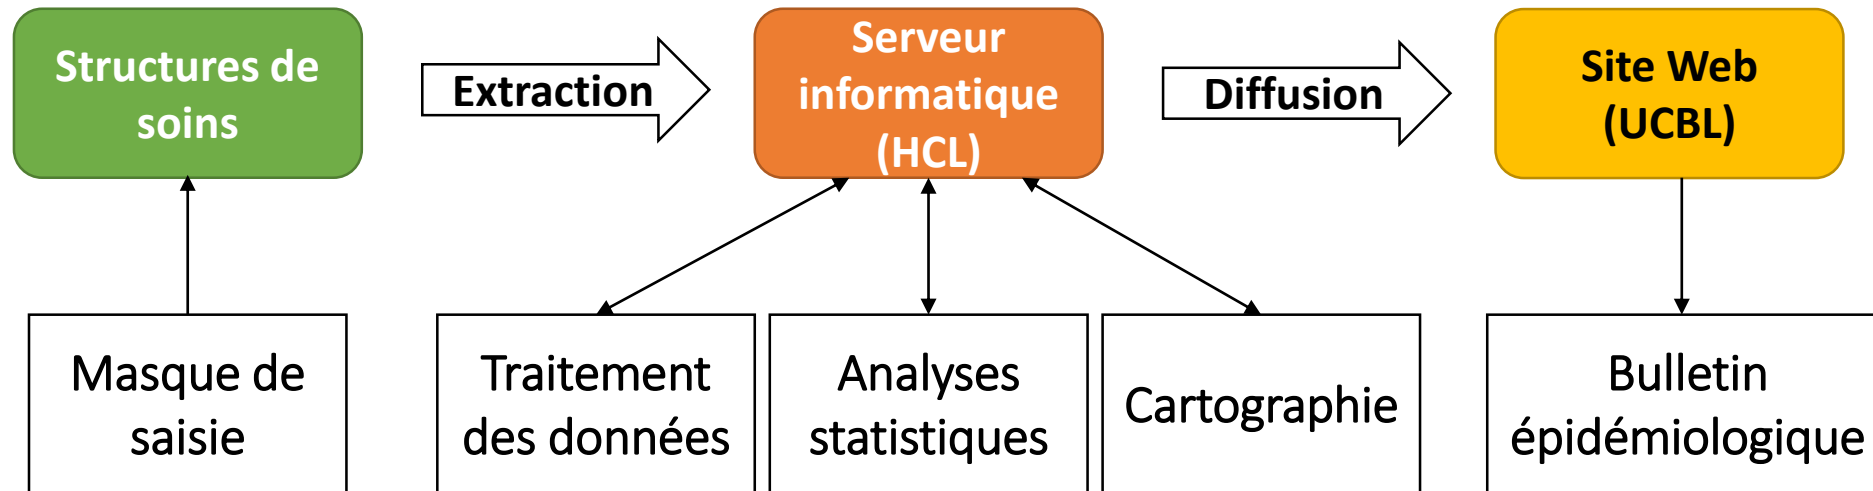 Structures de
soins
Extraction
Serveur
informatique
(HCL)
Diffusion
Site Web
(UCBL)
Masque de
saisie
Traitement
des données
Analyses
statistiques
Cartographie
Bulletin
épidémiologique